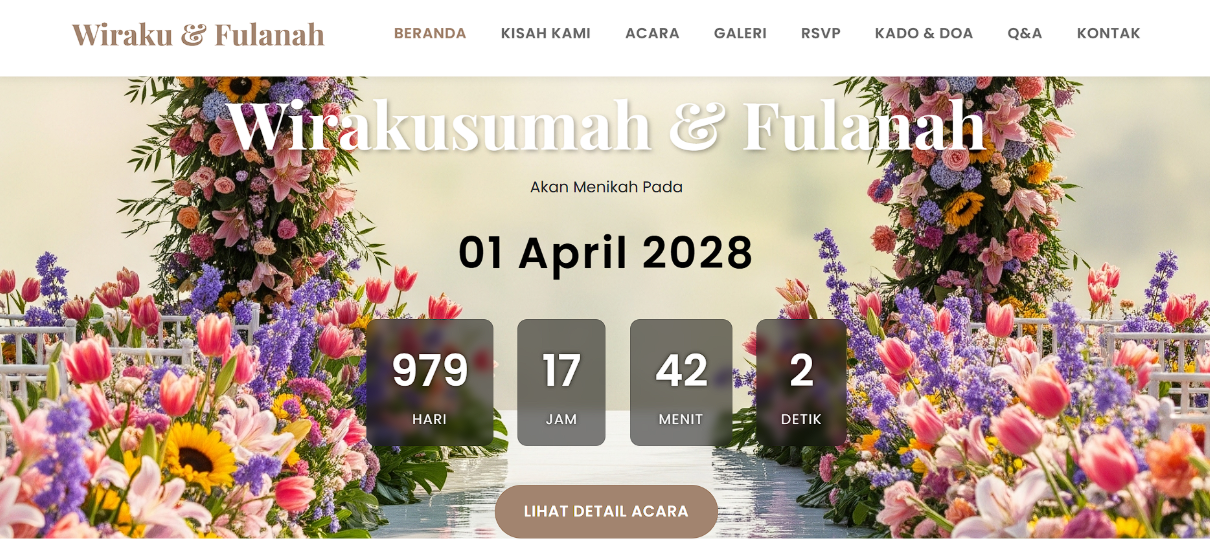 Wiraku & Fulanah
BERANDA KISAH KAMI ACARA GALERI RSVP KADO & DOA Q&A KONTAK
Wirakusumah & Fulanah
Akan Menikah Pada
01 April 2028
979 17 42 2
HARI JAM MENIT DETIK
LIHAT DETAIL ACARA